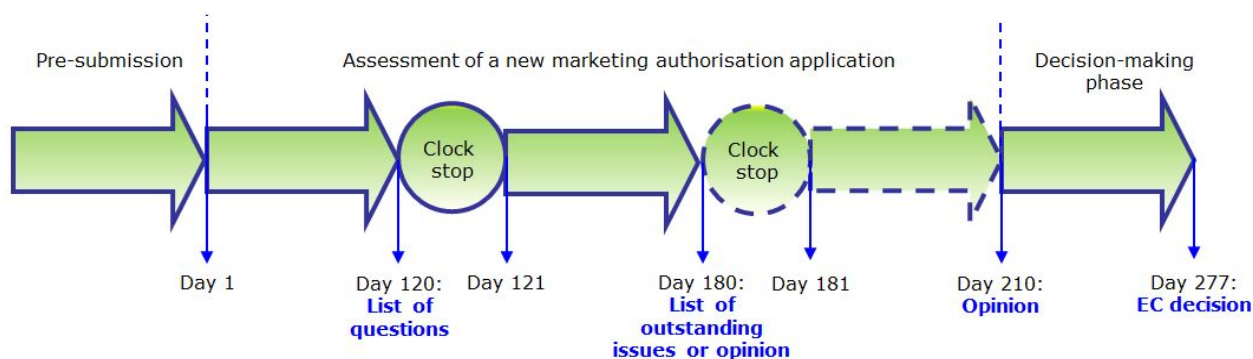 Pre-submission
Assessment of a new marketing authorisation application
Decision-making
phase
Clock
stop
Clock
stop
Day 1
Day 120:
List of
questions
Day 121
Day 180:
List of
outstanding
issues or opinion
Day 181
Day 210:
Opinion
Day 277:
EC decision